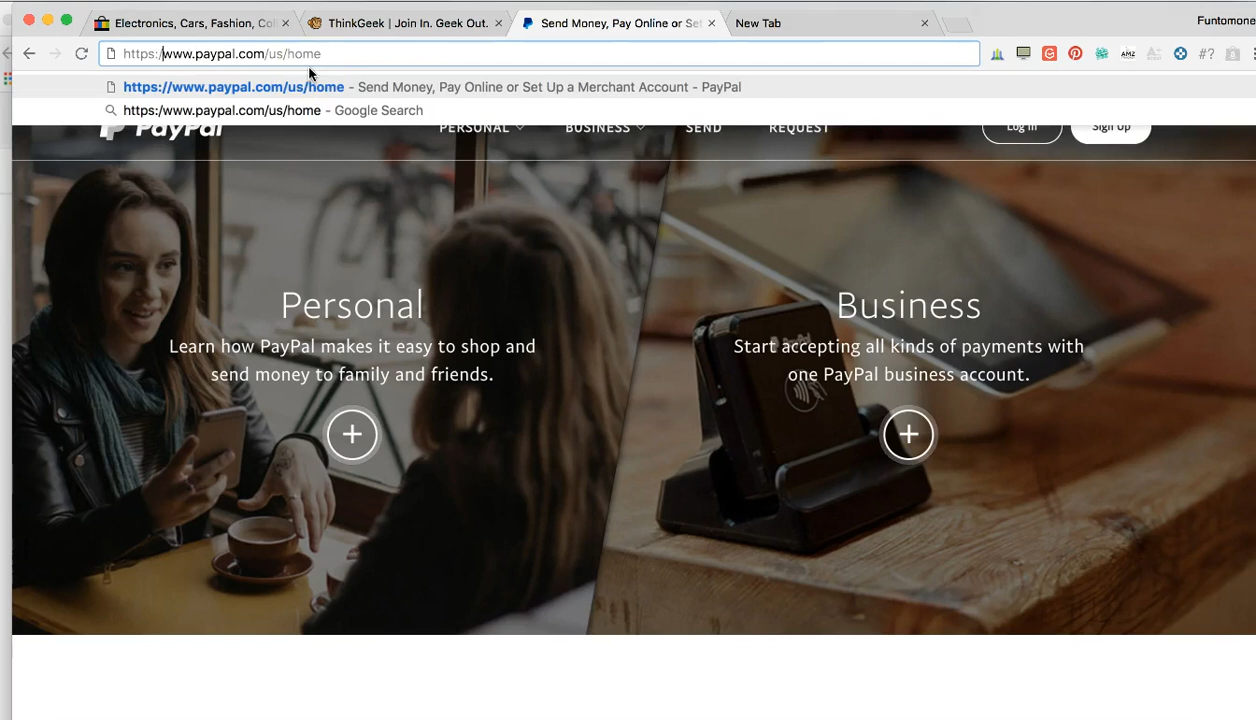 Electronics, Cars, Fashion, Col
ThinkGeek | Join In. Geek Out.
Send Money, Pay Online or Set
New Tab
Funtomone
https:/www.paypal.com/us/home
AMZ
#?
https://www.paypal.com/us/home - Send Money, Pay Online or Set Up a Merchant Account - PayPal
https:/www.paypal.com/us/home - Google Search
PayPal
PERSONAL
BUSINESS
SEND
REQUEST
Log In
Sign Up
Personal
Learn how PayPal makes it easy to shop and
send money to family and friends.
Business
Start accepting all kinds of payments with
one PayPal business account.